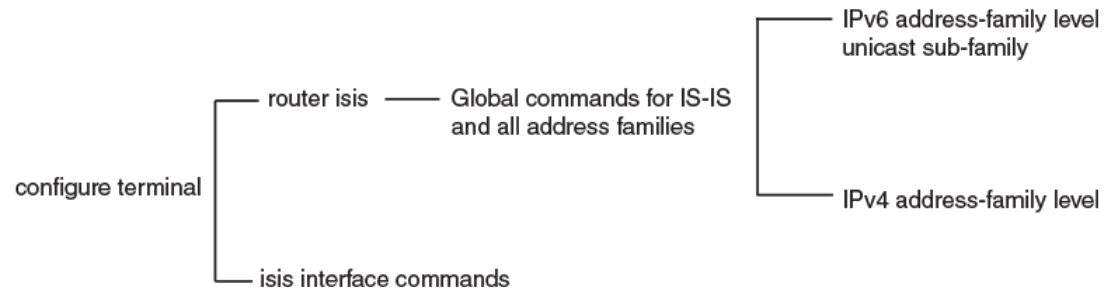 IPv6 address-family level
unicast sub-family
router isis
Global commands for IS-IS
and all address families
configure terminal
IPv4 address-family level
isis interface commands